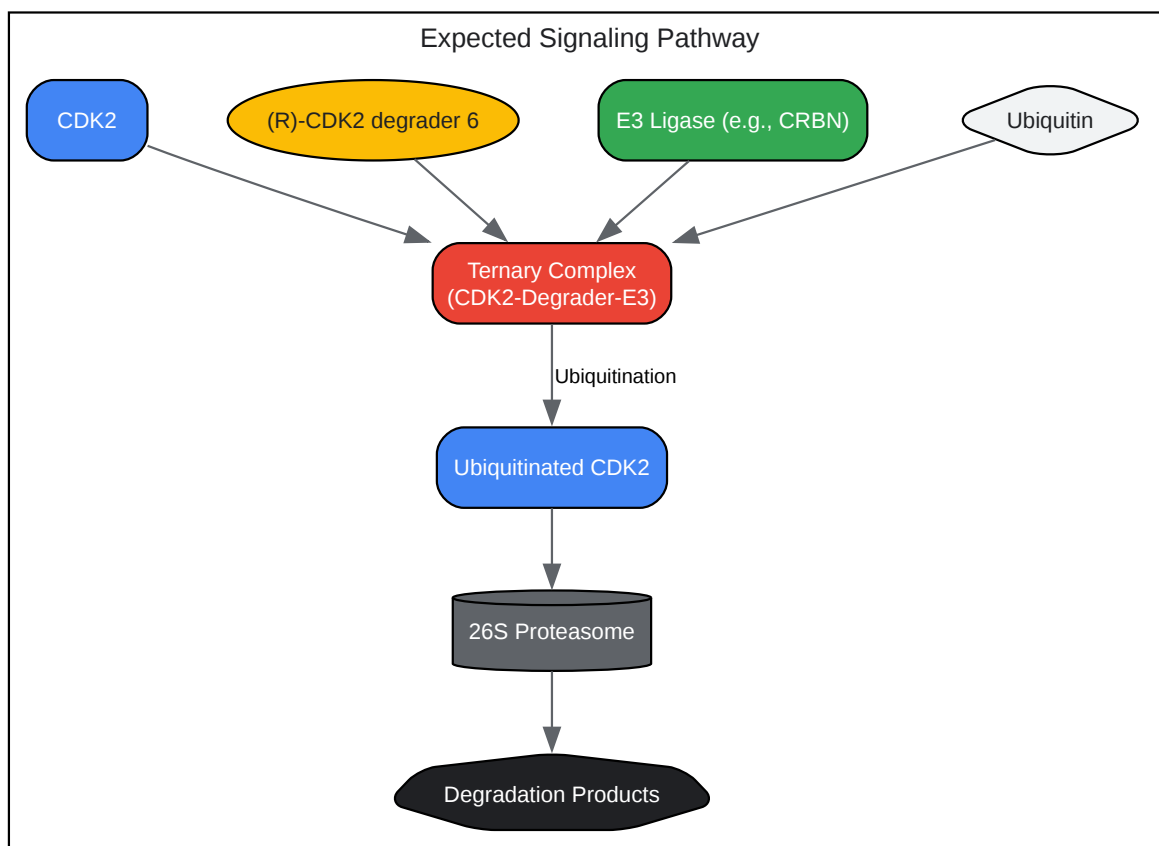 Expected Signaling Pathway
CDK2
(R)-CDK2 degrader 6
E3 Ligase (e.g., CRBN)
Ubiquitin
Ternary Complex
(CDK2-Degrader-E3)
Ubiquitination
Ubiquitinated CDK2
26S Proteasome
Degradation Products